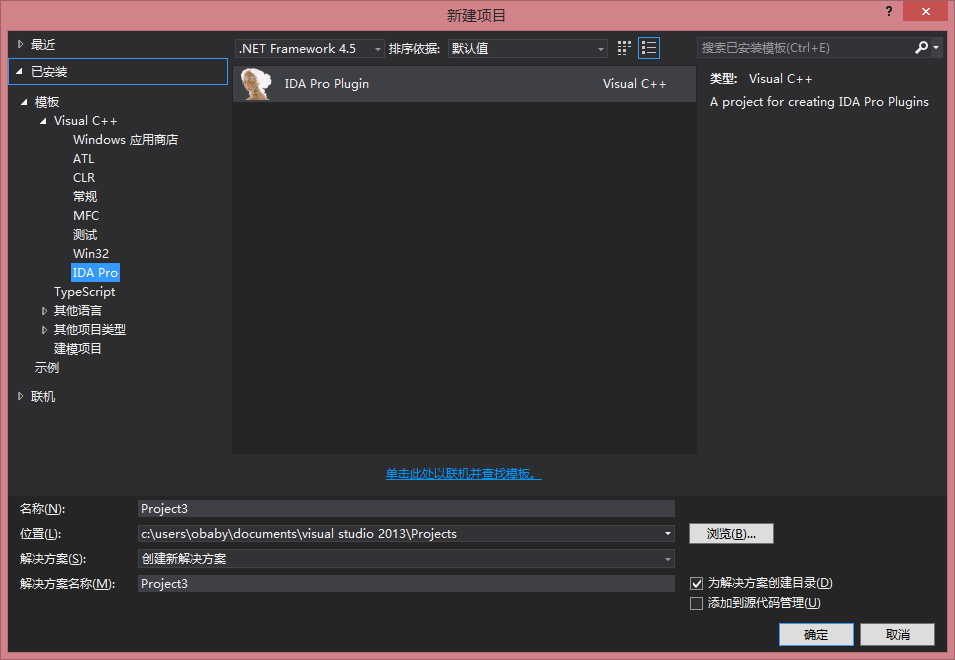 新建项目
?
最近
已安装
模板
Visual C++
Windows 应用商店
ATL
CLR
常规
MFC
测试
Win32
IDA Pro
TypeScript
其他语言
其他项目类型
建模项目
示例
联机
.NET Framework 4.5 排序依据: 默认值
IDA Pro Plugin Visual C++
单击此处以联机并查找模板。
搜索已安装模板(Ctrl+E)
类型: Visual C++
A project for creating IDA Pro Plugins
名称(N): Project3
位置(L): c:\users\obaby\documents\visual studio 2013\Projects 浏览(B)...
解决方案(S): 创建新解决方案
解决方案名称(M): Project3
为解决方案创建目录(D)
添加到源代码管理(U)
确定 取消